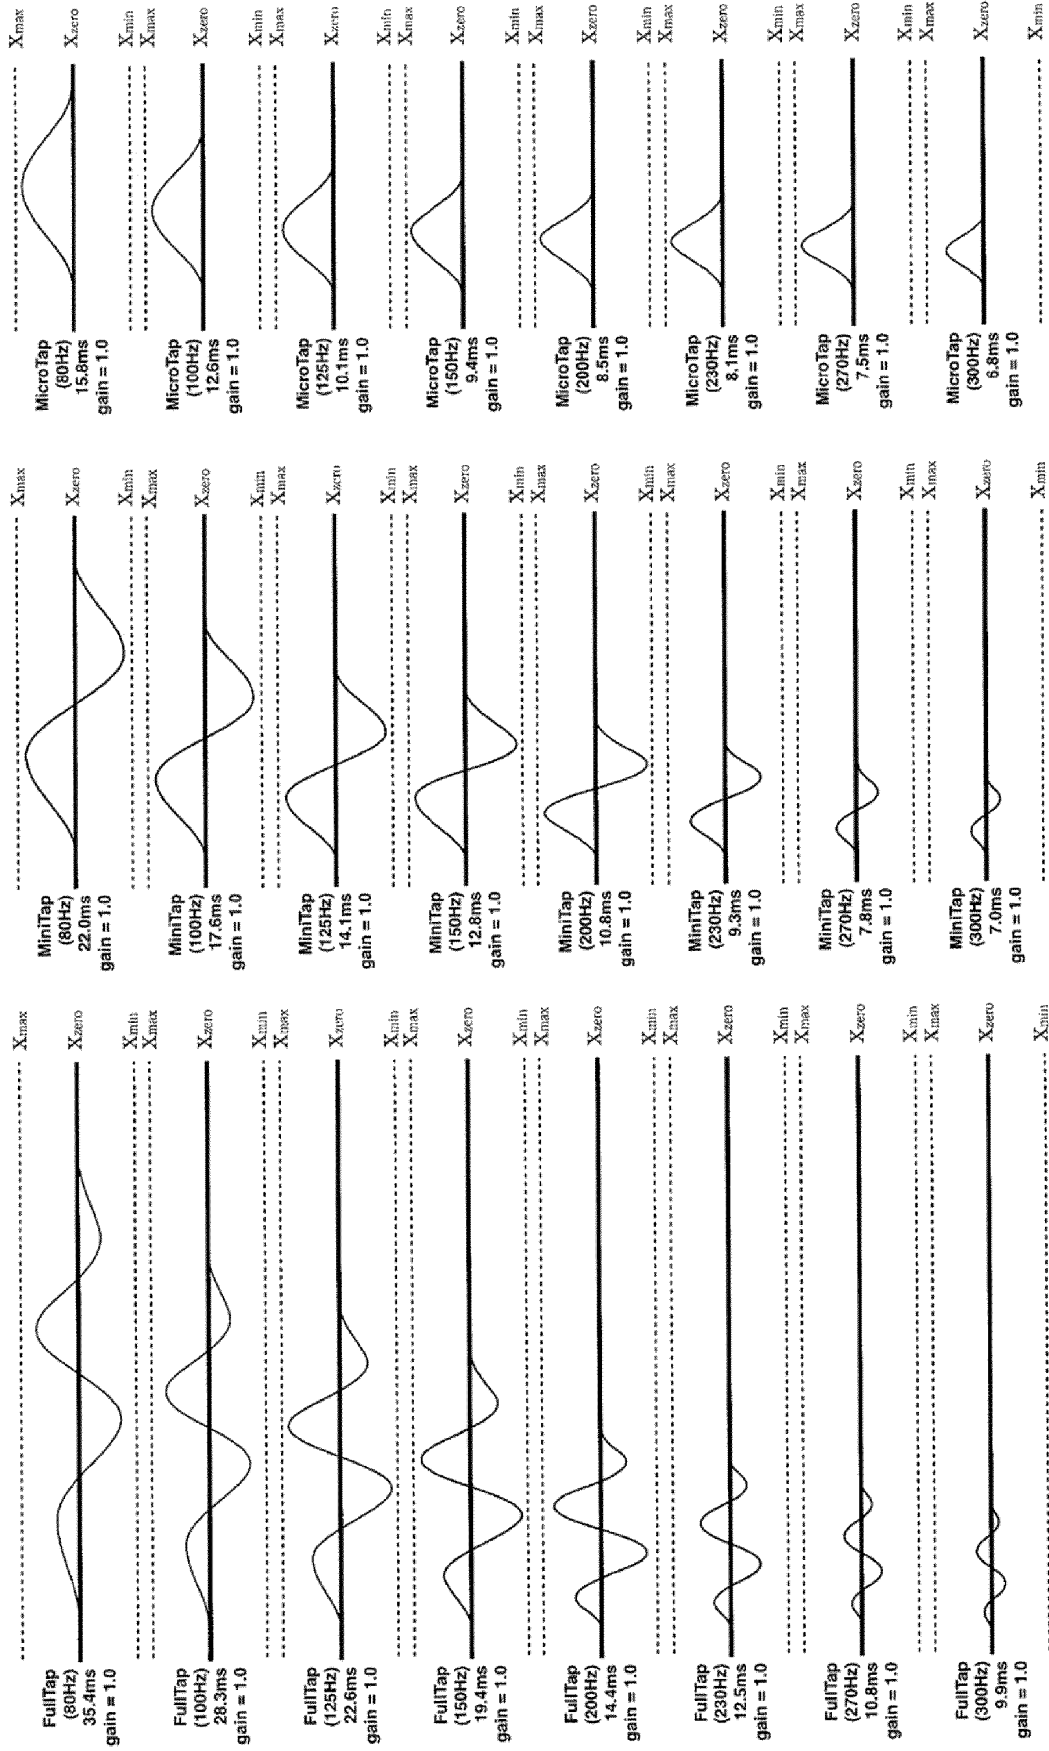 FullTap
(80Hz)
35.4ms
gain = 1.0
Xmax
Xzero
Xmin
FullTap
(100Hz)
28.3ms
gain = 1.0
Xmax
Xzero
Xmin
FullTap
(125Hz)
22.6ms
gain = 1.0
Xmax
Xzero
Xmin
FullTap
(150Hz)
19.4ms
gain = 1.0
Xmax
Xzero
Xmin
FullTap
(200Hz)
14.4ms
gain = 1.0
Xmax
Xzero
Xmin
FullTap
(230Hz)
12.5ms
gain = 1.0
Xmax
Xzero
Xmin
FullTap
(270Hz)
10.8ms
gain = 1.0
Xmax
Xzero
Xmin
FullTap
(300Hz)
9.9ms
gain = 1.0
Xmax
Xzero
Xmin
MiniTap
(80Hz)
22.0ms
gain = 1.0
Xmax
Xzero
Xmin
MiniTap
(100Hz)
17.6ms
gain = 1.0
Xmax
Xzero
Xmin
MiniTap
(125Hz)
14.1ms
gain = 1.0
Xmax
Xzero
Xmin
MiniTap
(150Hz)
12.8ms
gain = 1.0
Xmax
Xzero
Xmin
MiniTap
(200Hz)
10.8ms
gain = 1.0
Xmax
Xzero
Xmin
MiniTap
(230Hz)
9.3ms
gain = 1.0
Xmax
Xzero
Xmin
MiniTap
(270Hz)
7.8ms
gain = 1.0
Xmax
Xzero
Xmin
MiniTap
(300Hz)
7.0ms
gain = 1.0
Xmax
Xzero
Xmin
MicroTap
(80Hz)
15.8ms
gain = 1.0
Xmax
Xzero
Xmin
MicroTap
(100Hz)
12.6ms
gain = 1.0
Xmax
Xzero
Xmin
MicroTap
(125Hz)
10.1ms
gain = 1.0
Xmax
Xzero
Xmin
MicroTap
(150Hz)
9.4ms
gain = 1.0
Xmax
Xzero
Xmin
MicroTap
(200Hz)
8.5ms
gain = 1.0
Xmax
Xzero
Xmin
MicroTap
(230Hz)
8.1ms
gain = 1.0
Xmax
Xzero
Xmin
MicroTap
(270Hz)
7.5ms
gain = 1.0
Xmax
Xzero
Xmin
MicroTap
(300Hz)
6.8ms
gain = 1.0
Xmax
Xzero
Xmin